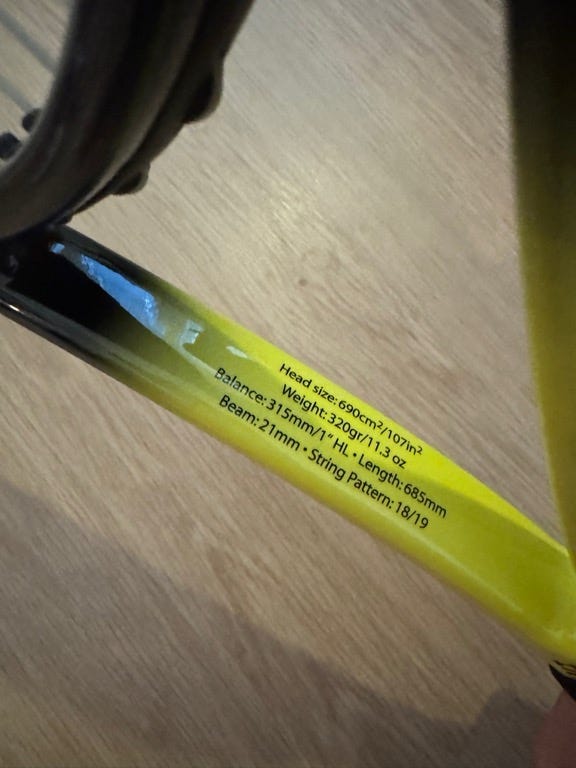 Head size: 690cm²/107in²
Weight: 320gr/11.3 oz
Balance: 315mm/1" HL • Length: 685mm
Beam: 21mm • String Pattern: 18/19